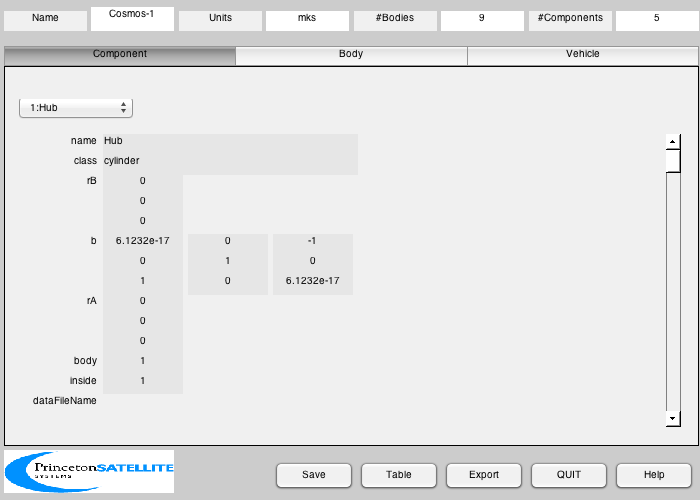 Name Cosmos-1 Units mks #Bodies 9 #Components 5
Component Body Vehicle
1:Hub
name Hub
class cylinder
rB 0
0
0
b 6.1232e-17 0 -1
0 1 0
1 0 6.1232e-17
rA 0
0
0
body 1
inside 1
dataFileName
PrincetonSATELLITE
SYSTEMS
Save Table Export QUIT Help